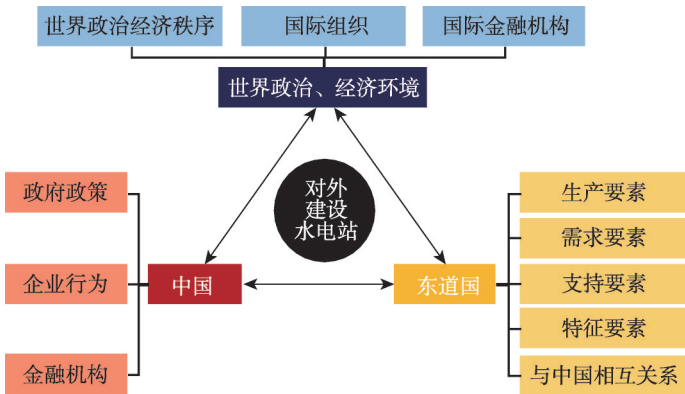 世界政治经济秩序
国际组织
国际金融机构
世界政治、经济环境
对外
建设
水电站
政府政策
企业行为
金融机构
中国
东道国
生产要素
需求要素
支持要素
特征要素
与中国相互关系